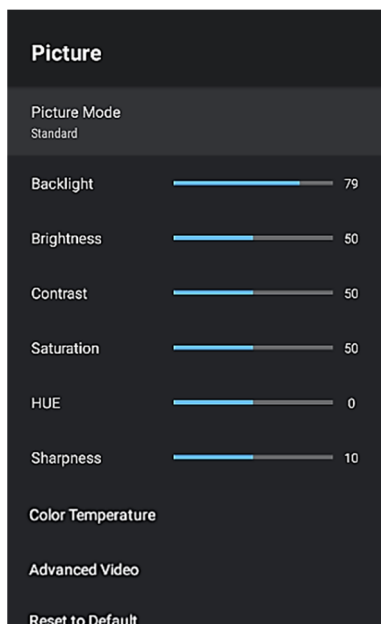 Picture
Picture Mode
Standard
Backlight 79
Brightness 50
Contrast 50
Saturation 50
HUE 0
Sharpness 10
Color Temperature
Advanced Video
Reset to Default